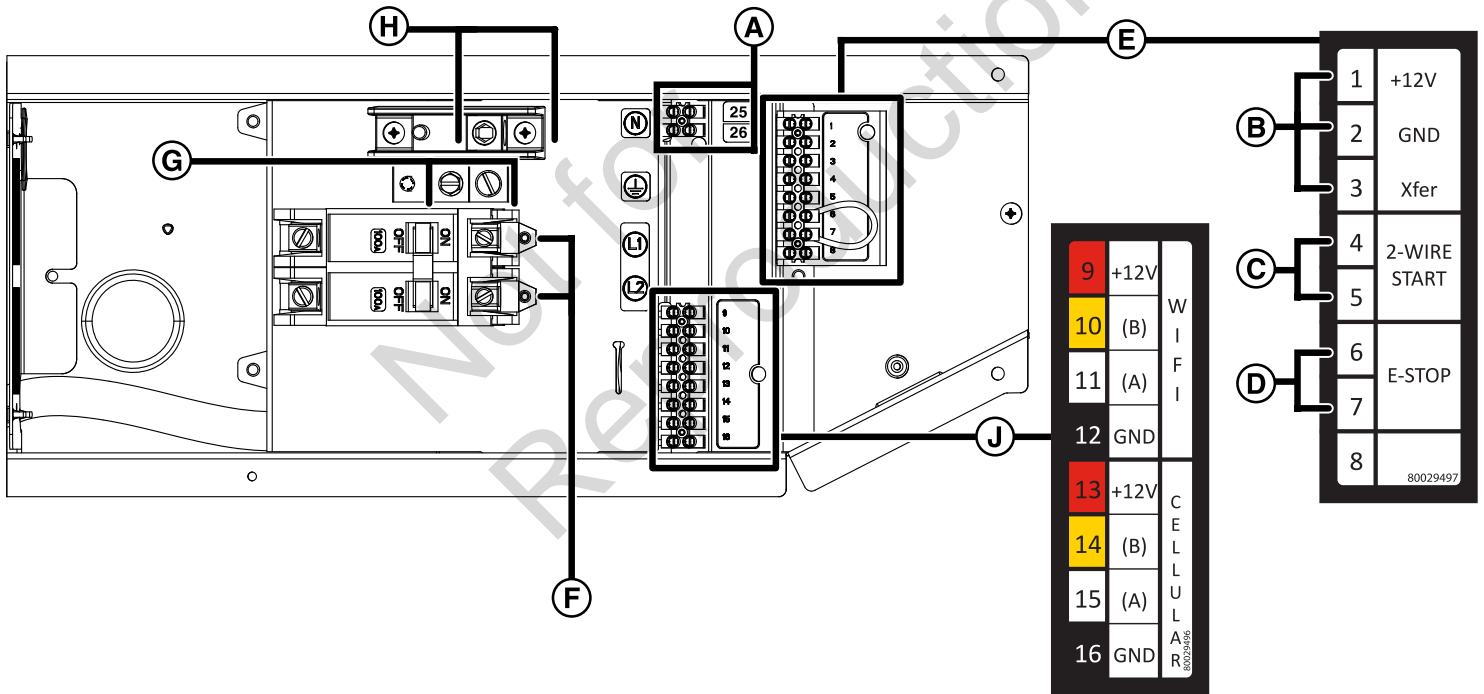 H
A
E
N
25
26
G
L1
L2
100A
OFF
ON
100A
OFF
ON
1
2
3
4
5
6
7
8
9
10
11
12
13
14
15
16
F
J
B
C
D
1 +12V
2 GND
3 Xfer
4 2-WIRE
5 START
6 E-STOP
7
8
80029497
9 +12V
10 (B)
11 (A)
12 GND
WIFI
13 +12V
14 (B)
15 (A)
16 GND
CELLULAR
80029496
Not for
Reproduction